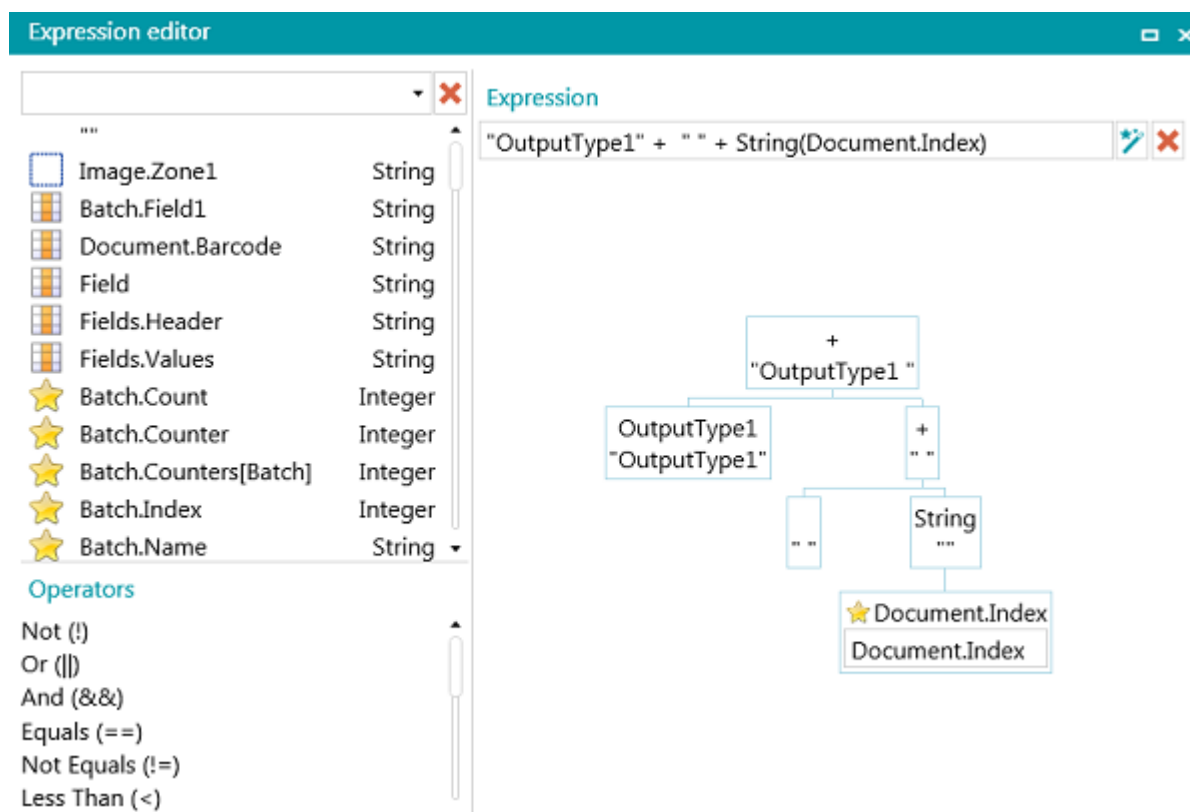 Expression editor
""
Image.Zone1 String
Batch.Field1 String
Document.Barcode String
Field String
Fields.Header String
Fields.Values String
Batch.Count Integer
Batch.Counter Integer
Batch.Counters[Batch] Integer
Batch.Index Integer
Batch.Name String
Operators
Not (!)
Or (||)
And (&&)
Equals (==)
Not Equals (!=)
Less Than (<)
Expression
"OutputType1" + " " + String(Document.Index)
+
"OutputType1 "
OutputType1
"OutputType1"
+
" "
" "
String
""
Document.Index
Document.Index